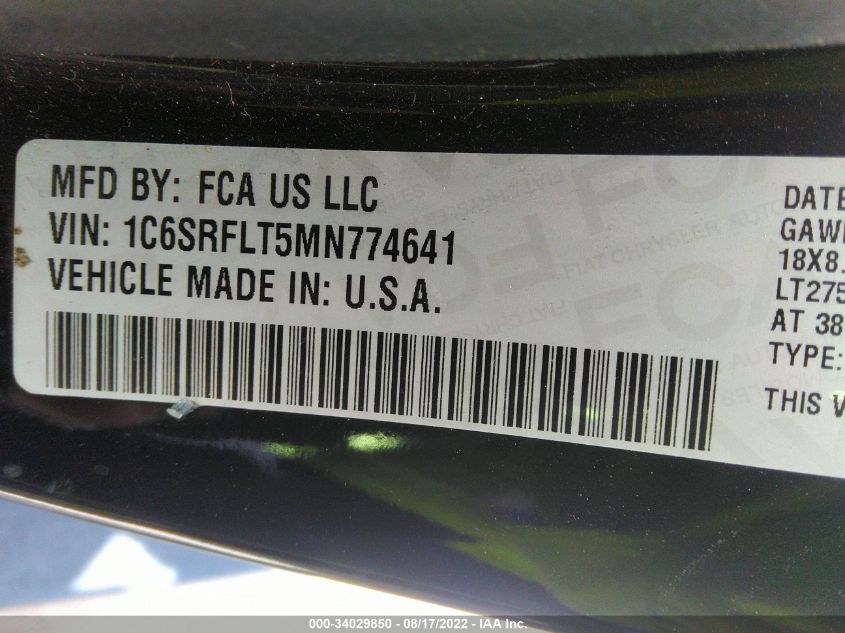 MFD BY: FCA US LLC
VIN: 1C6SRFLT5MN774641
VEHICLE MADE IN: U.S.A.
DATE
GAW
18X8.
LT275
AT 38
TYPE:
THIS V
000-34029850 - 08/17/2022 - IAA Inc.